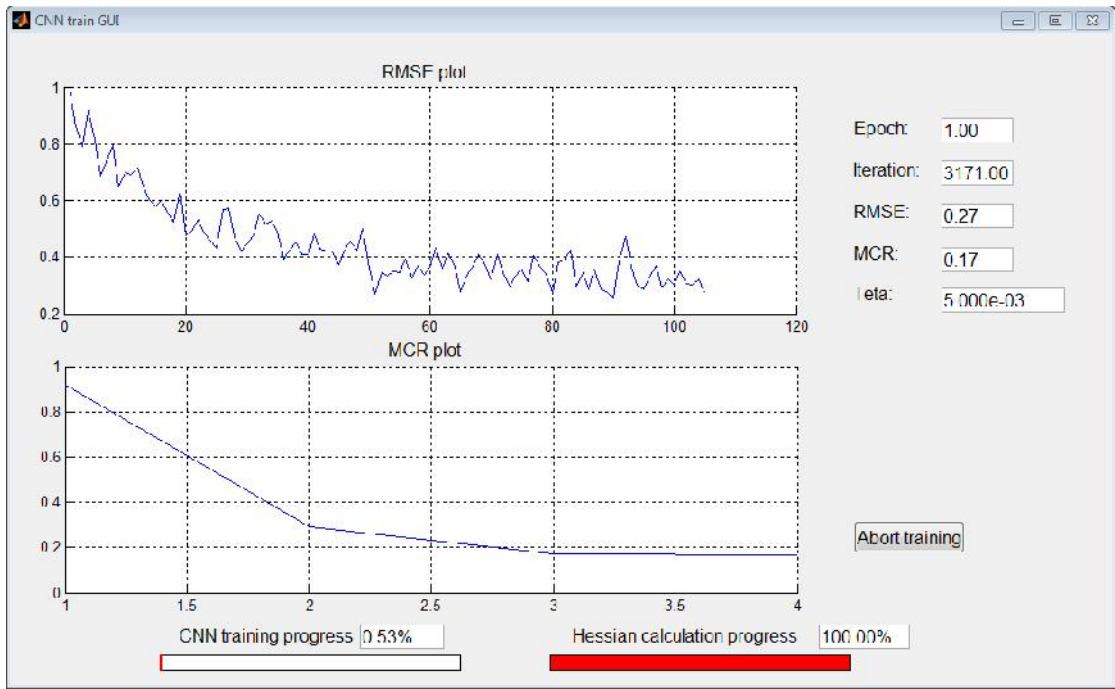 CNN train GUI
RMSE plot
1
0.8
0.6
0.4
0.2
0 20 40 60 80 100 120
MCR plot
1
0.8
0.6
0.4
0.2
0
1 1.5 2 2.5 3 3.5 4
Epoch: 1.00
Iteration: 3171.00
RMSE: 0.27
MCR: 0.17
Teta: 5.000e-03
Abort training
CNN training progress 0.53%
Hessian calculation progress 100.00%